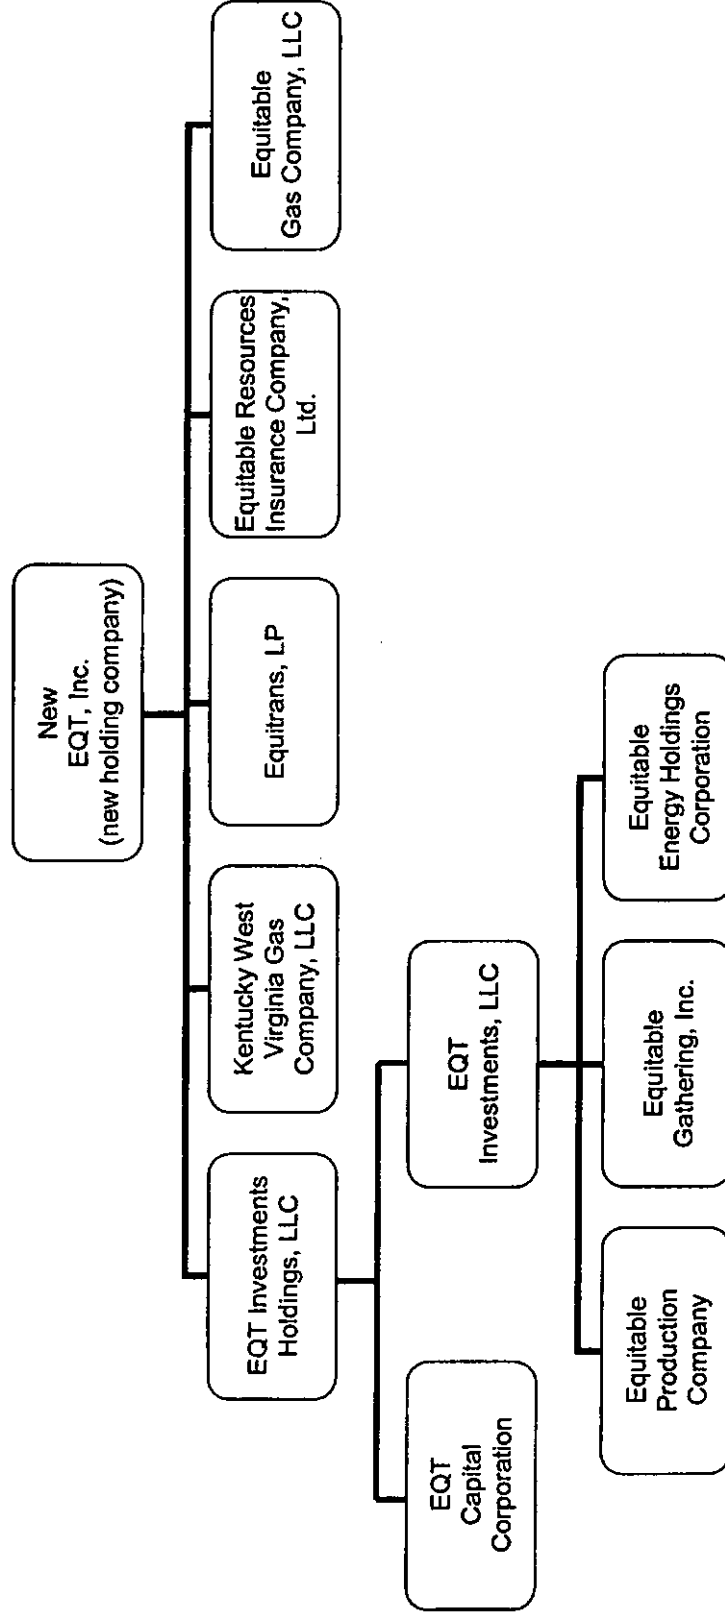 New
EQT, Inc.
(new holding company)
EQT Investments
Holdings, LLC
Kentucky West
Virginia Gas
Company, LLC
Equitrans, LP
Equitable Resources
Insurance Company,
Ltd.
Equitable
Gas Company, LLC
EQT
Capital
Corporation
EQT
Investments, LLC
Equitable
Production
Company
Equitable
Gathering, Inc.
Equitable
Energy Holdings
Corporation